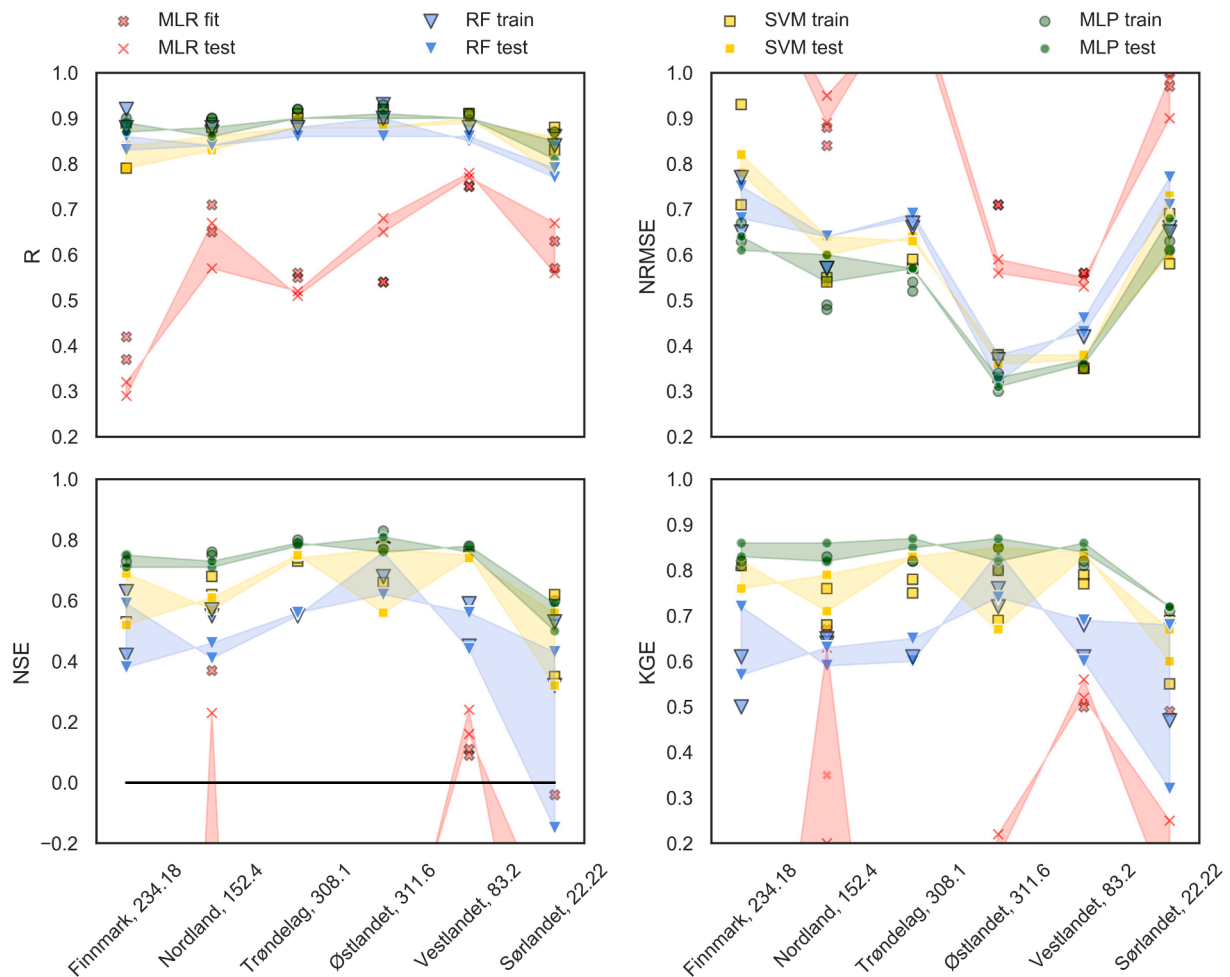 MLR fit RF train SVM train MLP train
MLR test RF test SVM test MLP test
R
1.0
0.9
0.8
0.7
0.6
0.5
0.4
0.3
0.2
NRMSE
1.0
0.9
0.8
0.7
0.6
0.5
0.4
0.3
0.2
NSE
1.0
0.8
0.6
0.4
0.2
0.0
−0.2
KGE
1.0
0.9
0.8
0.7
0.6
0.5
0.4
0.3
0.2
Finnmark, 234.18
Nordland, 152.4
Trøndelag, 308.1
Østlandet, 311.6
Vestlandet, 83.2
Sørlandet, 22.22
Finnmark, 234.18
Nordland, 152.4
Trøndelag, 308.1
Østlandet, 311.6
Vestlandet, 83.2
Sørlandet, 22.22